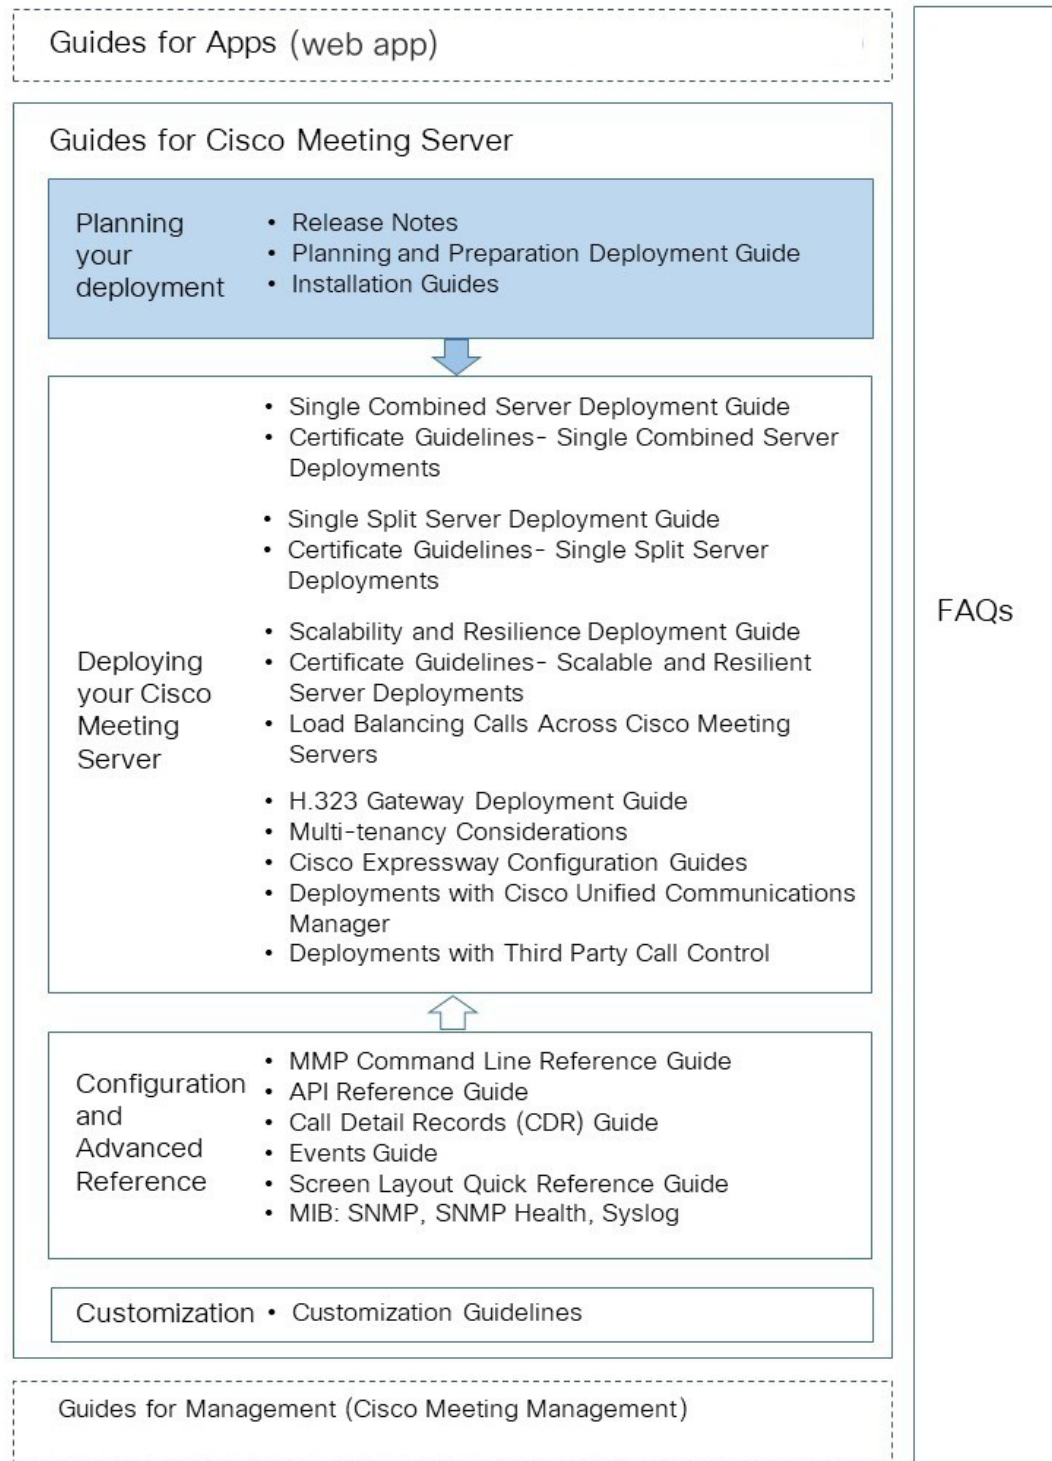 Guides for Apps (web app)
Guides for Cisco Meeting Server
Planning
your
deployment
• Release Notes
• Planning and Preparation Deployment Guide
• Installation Guides
Deploying
your Cisco
Meeting
Server
• Single Combined Server Deployment Guide
• Certificate Guidelines- Single Combined Server
Deployments
• Single Split Server Deployment Guide
• Certificate Guidelines- Single Split Server
Deployments
• Scalability and Resilience Deployment Guide
• Certificate Guidelines- Scalable and Resilient
Server Deployments
• Load Balancing Calls Across Cisco Meeting
Servers
• H.323 Gateway Deployment Guide
• Multi-tenancy Considerations
• Cisco Expressway Configuration Guides
• Deployments with Cisco Unified Communications
Manager
• Deployments with Third Party Call Control
Configuration
and
Advanced
Reference
• MMP Command Line Reference Guide
• API Reference Guide
• Call Detail Records (CDR) Guide
• Events Guide
• Screen Layout Quick Reference Guide
• MIB: SNMP, SNMP Health, Syslog
Customization
• Customization Guidelines
Guides for Management (Cisco Meeting Management)
FAQs